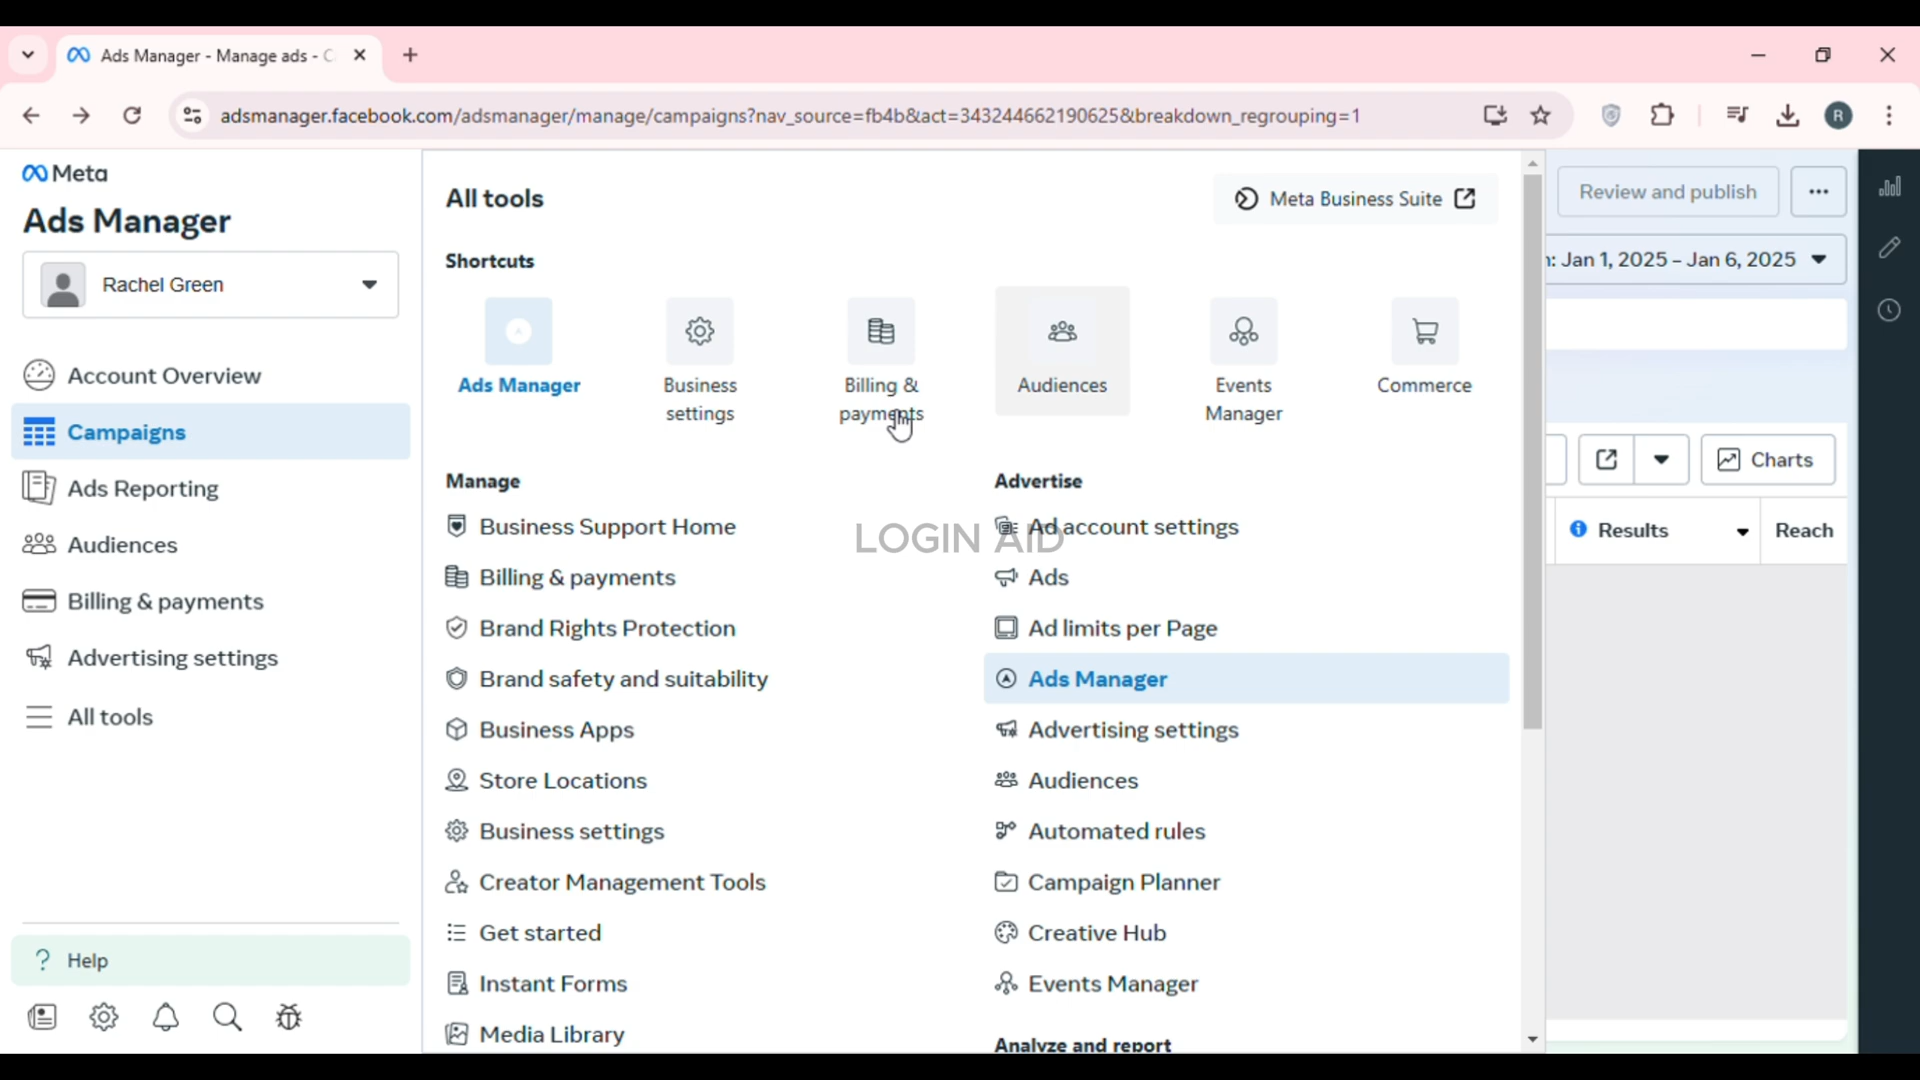 Ads Manager - Manage ads - C
adsmanager.facebook.com/adsmanager/manage/campaigns?nav_source=fb4b&act=3432446621906258&breakdown_regrouping=1
R
Meta
Ads Manager
Rachel Green
Account Overview
Campaigns
Ads Reporting
Audiences
Billing & payments
Advertising settings
All tools
? Help
All tools
Meta Business Suite
Shortcuts
Ads Manager
Business settings
Billing & payments
Audiences
Events Manager
Commerce
Manage
Business Support Home
Billing & payments
Brand Rights Protection
Brand safety and suitability
Business Apps
Store Locations
Business settings
Creator Management Tools
Get started
Instant Forms
Media Library
Advertise
Ad account settings
Ads
Ad limits per Page
Ads Manager
Advertising settings
Audiences
Automated rules
Campaign Planner
Creative Hub
Events Manager
Analyze and report
LOGIN AID
Review and publish
: Jan 1, 2025 – Jan 6, 2025
Charts
Results
Reach